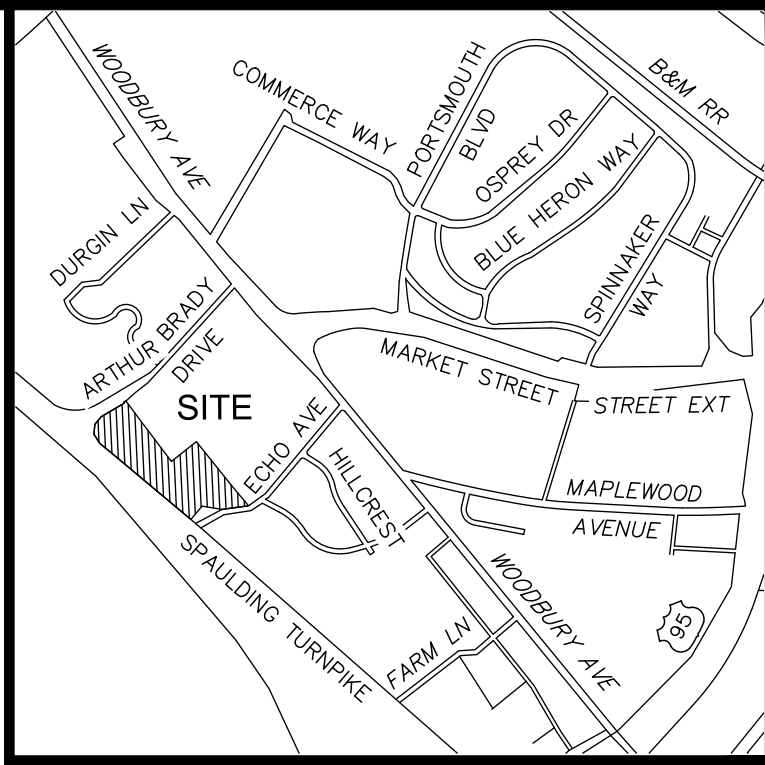 WOODBURY AVE
COMMERCE WAY
PORTSMOUTH
BLVD
B&M RR
OSPREY DR
BLUE HERON WAY
DURGIN LN
SPINNAKER
WAY
ARTHUR BRADY
DRIVE
MARKET STREET
STREET EXT
SITE
ECHO AVE
HILLCREST
MAPLEWOOD
AVENUE
SPAULDING TURNPIKE
WOODBURY AVE
95
FARM LN